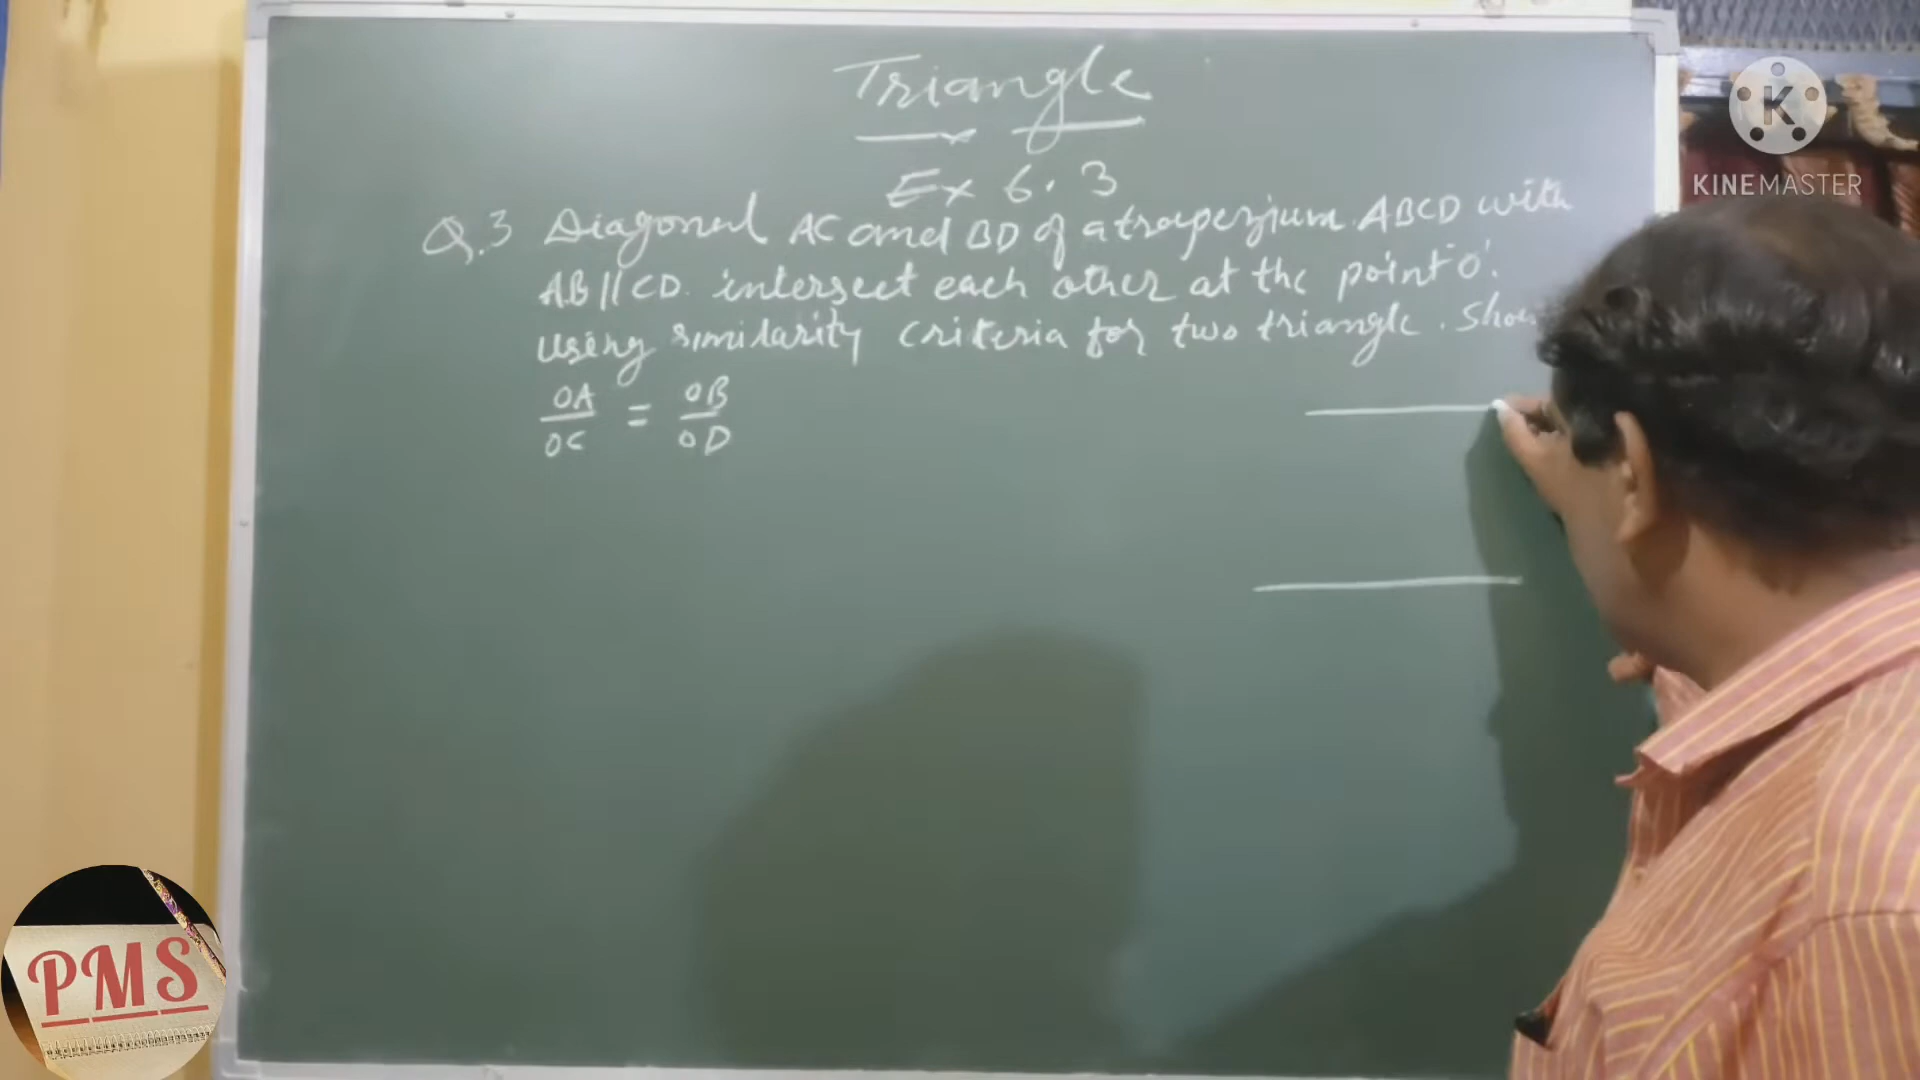 Triangle
Ex 6.3
Q.3 Diagonal AC and BD of a trapezium ABCD with
AB||CD. intersect each other at the point 'O'.
using similarity criteria for two triangle. Show
OA/OC = OB/OD
K
KINEMASTER
PMS